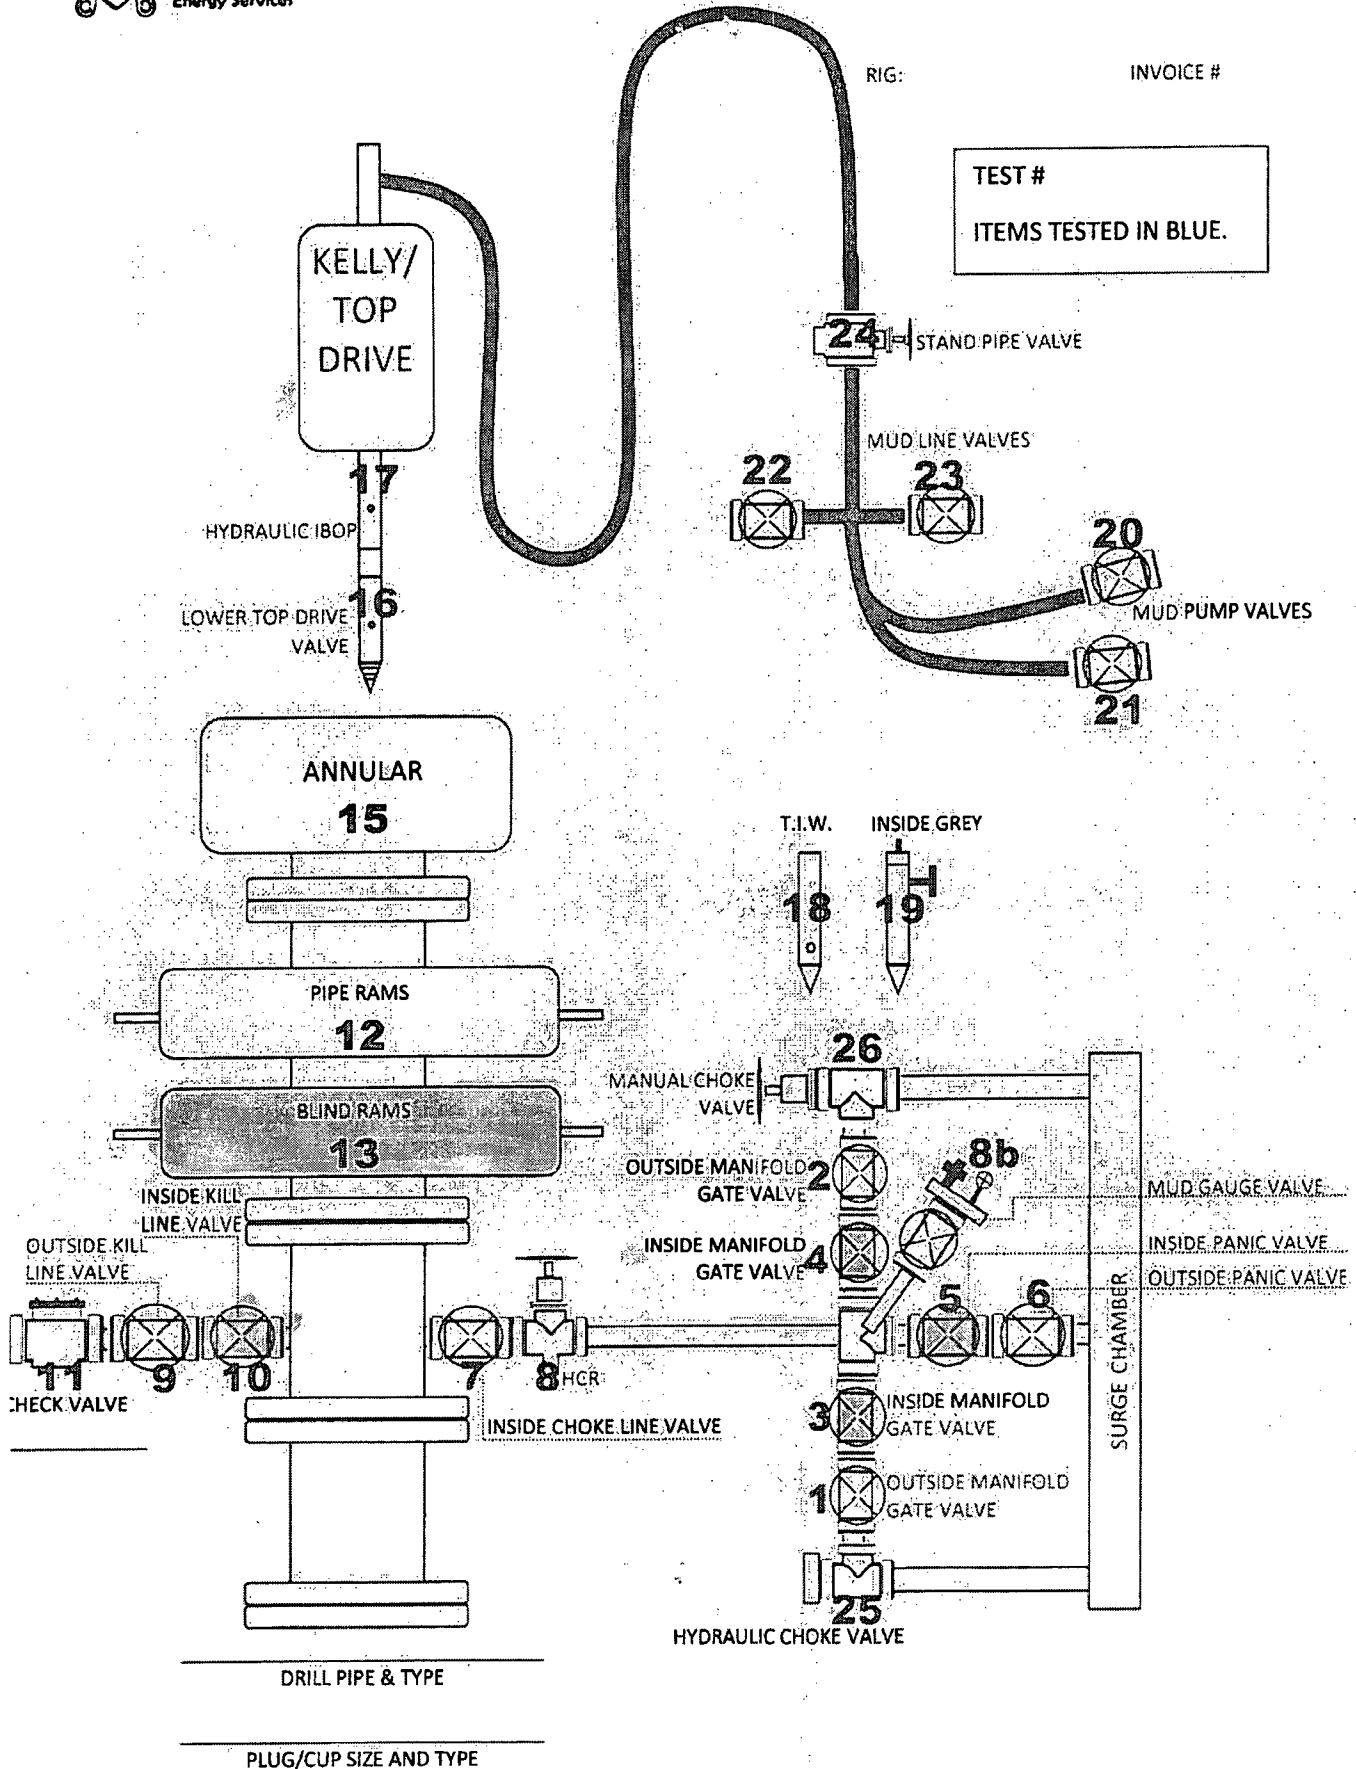 Energy Services
RIG:
INVOICE #
TEST #
ITEMS TESTED IN BLUE.
KELLY/
TOP
DRIVE
24
STAND PIPE VALVE
MUD LINE VALVES
22
23
17
HYDRAULIC IBOP
20
16
LOWER TOP DRIVE
VALVE
MUD PUMP VALVES
21
ANNULAR
15
T.I.W.
INSIDE GREY
18
19
PIPE RAMS
12
26
MANUAL CHOKE
VALVE
BLIND RAMS
13
OUTSIDE MANIFOLD
GATE VALVE
2
8b
MUD GAUGE VALVE
INSIDE KILL
LINE VALVE
INSIDE MANIFOLD
GATE VALVE
4
INSIDE PANIC VALVE
OUTSIDE KILL
LINE VALVE
OUTSIDE PANIC VALVE
5
6
SURGE CHAMBER
11
9
10
7
8
HCR
CHECK VALVE
INSIDE CHOKE LINE VALVE
3
INSIDE MANIFOLD
GATE VALVE
1
OUTSIDE MANIFOLD
GATE VALVE
25
HYDRAULIC CHOKE VALVE
DRILL PIPE & TYPE
PLUG/CUP SIZE AND TYPE